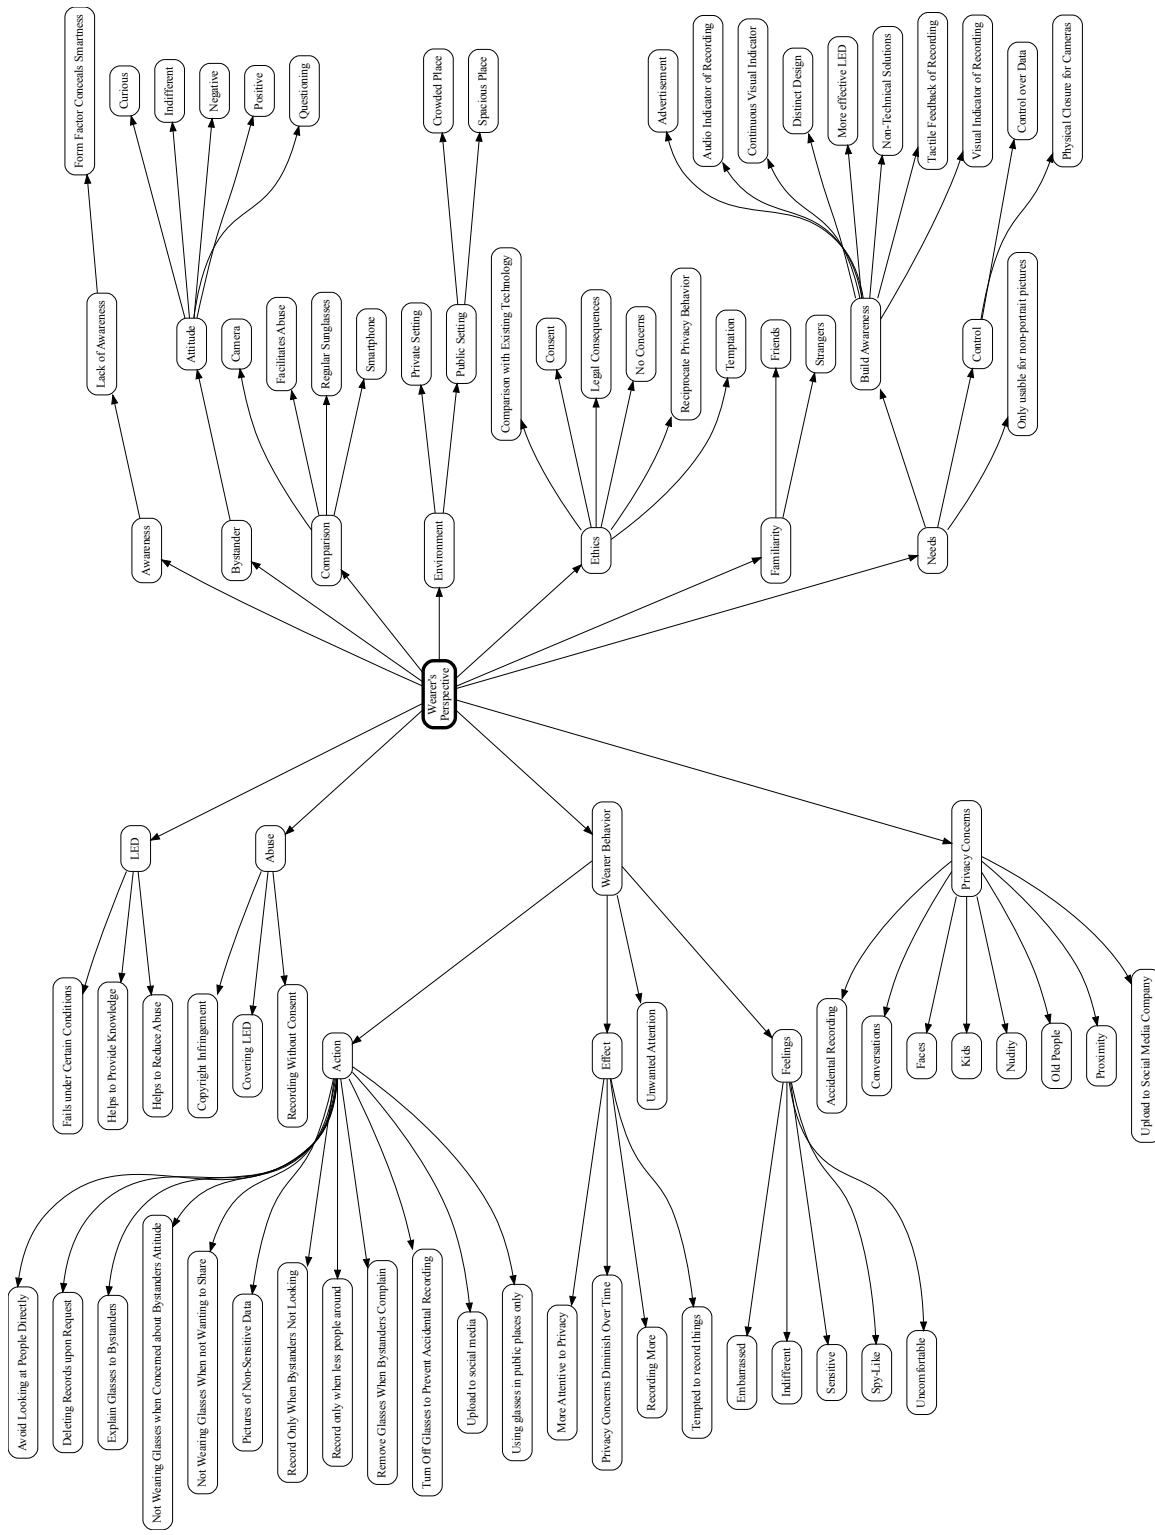 Form Factor Conceals Smartness
Curious
Indifferent
Negative
Positive
Questioning
Crowded Place
Spacious Place
Advertisement
Audio Indicator of Recording
Continuous Visual Indicator
Distinct Design
More effective LED
Non-Technical Solutions
Tactile Feedback of Recording
Visual Indicator of Recording
Control over Data
Physical Closure for Cameras
Lack of Awareness
Attitude
Camera
Facilitates Abuse
Regular Sunglasses
Smartphone
Private Setting
Public Setting
Comparison with Existing Technology
Consent
Legal Consequences
No Concerns
Reciprocate Privacy Behavior
Temptation
Friends
Strangers
Build Awareness
Control
Only usable for non-portrait pictures
Awareness
Bystander
Comparison
Environment
Ethics
Familiarity
Needs
Wearer's
Perspective
LED
Abuse
Wearer Behavior
Privacy Concerns
Fails under Certain Conditions
Helps to Provide Knowledge
Helps to Reduce Abuse
Copyright Infringement
Covering LED
Recording Without Consent
Action
Effect
Unwanted Attention
Feelings
Accidental Recording
Conversations
Faces
Kids
Nudity
Old People
Proximity
Upload to Social Media Company
Avoid Looking at People Directly
Deleting Records upon Request
Explain Glasses to Bystanders
Not Wearing Glasses when Concerned about Bystanders Attitude
Not Wearing Glasses When not Wanting to Share
Pictures of Non-Sensitive Data
Record Only When Bystanders Not Looking
Record only when less people around
Remove Glasses When Bystanders Complain
Turn Off Glasses to Prevent Accidental Recording
Upload to social media
Using glasses in public places only
More Attentive to Privacy
Privacy Concerns Diminish Over Time
Recording More
Tempted to record things
Embarrassed
Indifferent
Sensitive
Spy-Like
Uncomfortable